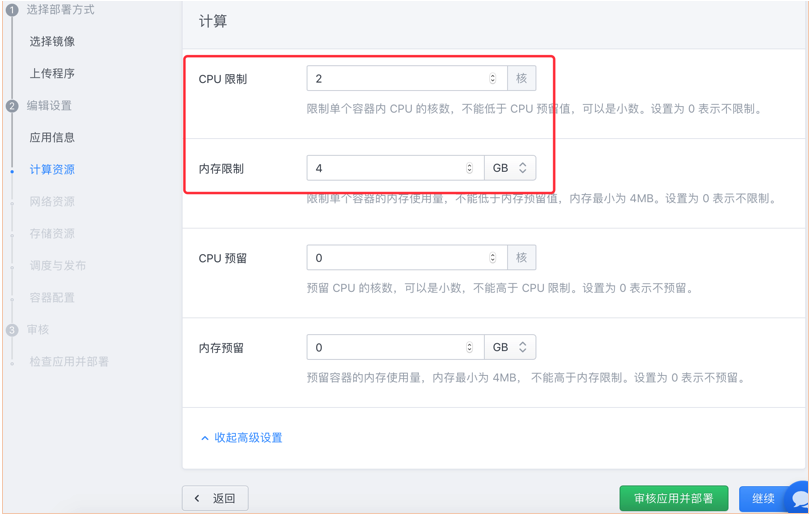 1 选择部署方式
选择镜像
上传程序
2 编辑设置
应用信息
计算资源
网络资源
存储资源
调度与发布
容器配置
3 审核
检查应用并部署
计算
CPU 限制
2 核
限制单个容器内 CPU 的核数，不能低于 CPU 预留值，可以是小数。设置为 0 表示不限制。
内存限制
4 GB
限制单个容器的内存使用量，不能低于内存预留值，内存最小为 4MB。设置为 0 表示不限制。
CPU 预留
0 核
预留 CPU 的核数，可以是小数，不能高于 CPU 限制。设置为 0 表示不预留。
内存预留
0 GB
预留容器的内存使用量，内存最小为 4MB， 不能高于内存限制。设置为 0 表示不预留。
收起高级设置
返回
审核应用并部署
继续